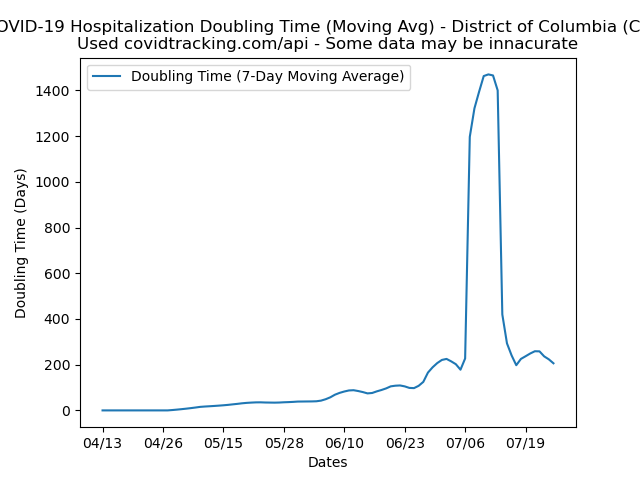 OVID-19 Hospitalization Doubling Time (Moving Avg) - District of Columbia (C
Used covidtracking.com/api - Some data may be innacurate
Doubling Time (7-Day Moving Average)
Doubling Time (Days)
1400
1200
1000
800
600
400
200
0
04/13 04/26 05/15 05/28 06/10 06/23 07/06 07/19
Dates